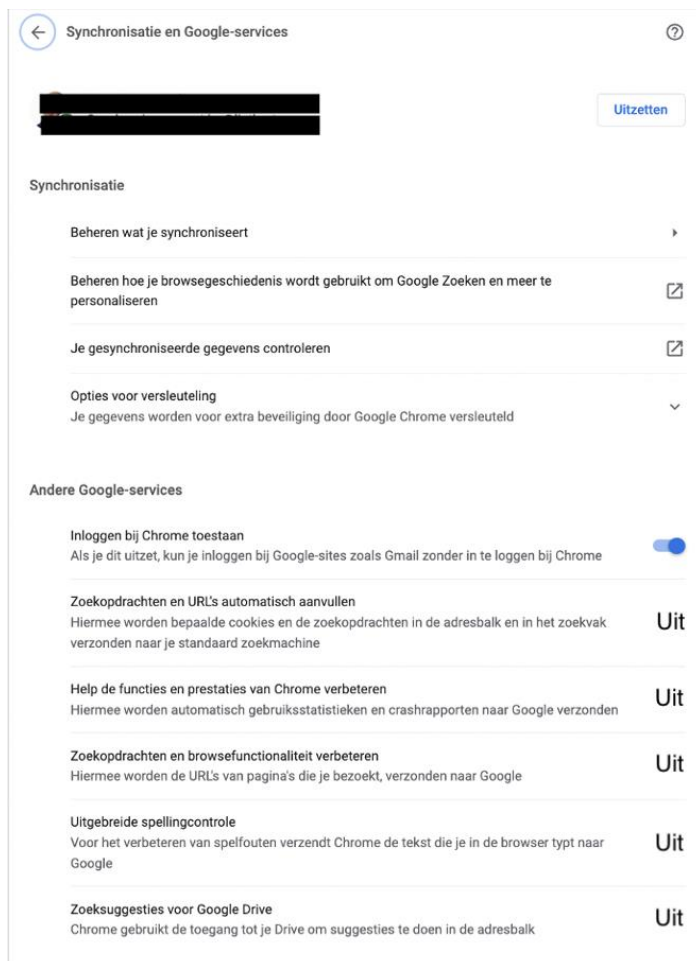 Synchronisatie en Google-services
Uitzetten
Synchronisatie
Beheren wat je synchroniseert
Beheren hoe je browsegeschiedenis wordt gebruikt om Google Zoeken en meer te
personaliseren
Je gesynchroniseerde gegevens controleren
Opties voor versleuteling
Je gegevens worden voor extra beveiliging door Google Chrome versleuteld
Andere Google-services
Inloggen bij Chrome toestaan
Als je dit uitzet, kun je inloggen bij Google-sites zoals Gmail zonder in te loggen bij Chrome
Zoekopdrachten en URL's automatisch aanvullen
Hiermee worden bepaalde cookies en de zoekopdrachten in de adresbalk en in het zoekvak
verzonden naar je standaard zoekmachine
Uit
Help de functies en prestaties van Chrome verbeteren
Hiermee worden automatisch gebruiksstatistieken en crashrapporten naar Google verzonden
Uit
Zoekopdrachten en browsefunctionaliteit verbeteren
Hiermee worden de URL's van pagina's die je bezoekt, verzonden naar Google
Uit
Uitgebreide spellingcontrole
Voor het verbeteren van spelfouten verzendt Chrome de tekst die je in de browser typt naar
Google
Uit
Zoeksuggesties voor Google Drive
Chrome gebruikt de toegang tot je Drive om suggesties te doen in de adresbalk
Uit